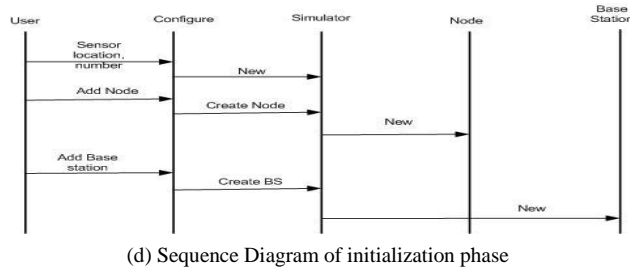 User Configure Simulator Node Base
Station
Sensor
location,
number
New
Add Node
Create Node
New
Add Base
station
Create BS
New
(d) Sequence Diagram of initialization phase